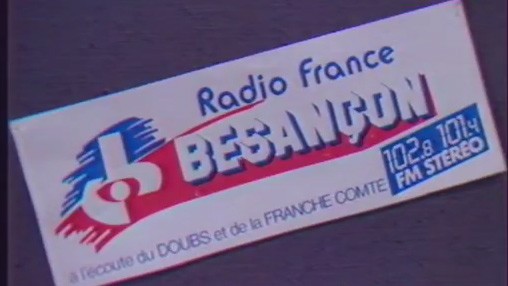 Radio France
BESANÇON
102.8 101.4
FM STEREO
à l'écoute du DOUBS et de la FRANCHE COMTE